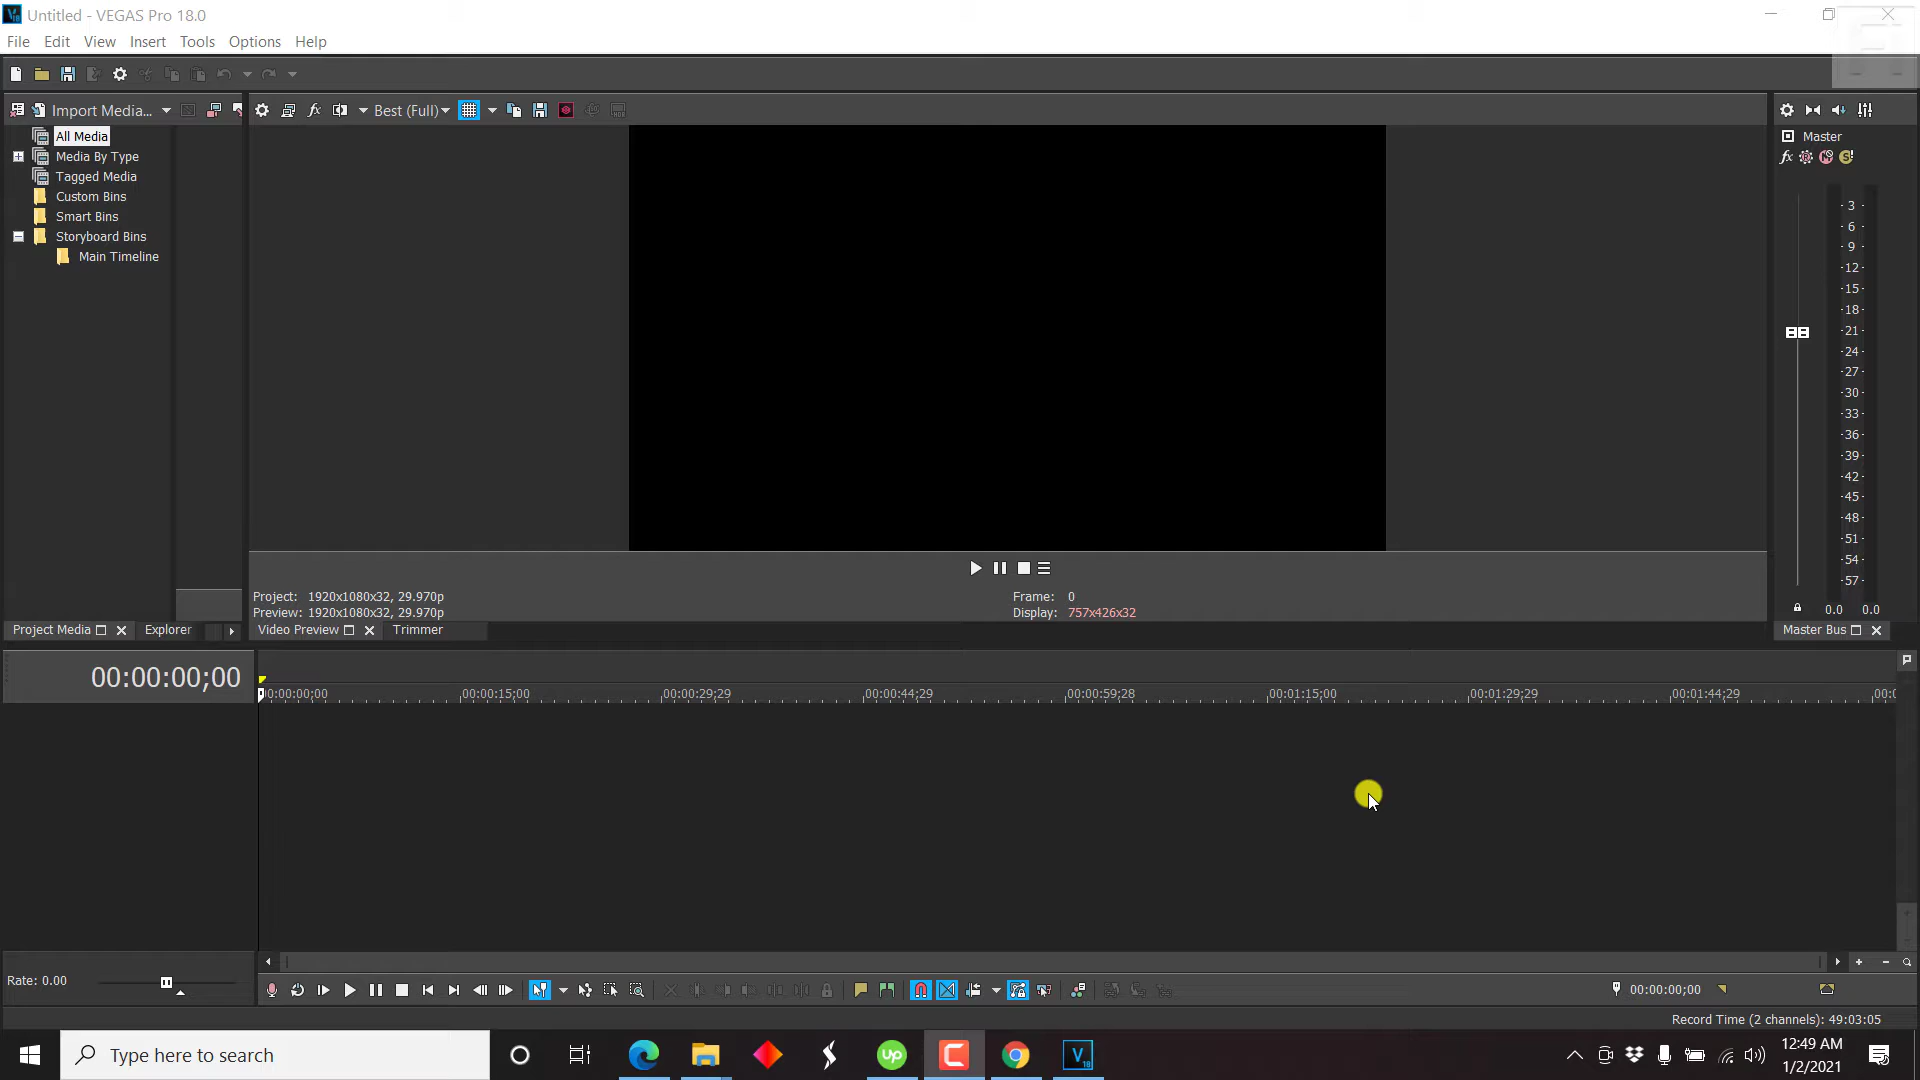 Untitled - VEGAS Pro 18.0
File Edit View Insert Tools Options Help
Import Media...
Best (Full)
All Media
Media By Type
Tagged Media
Custom Bins
Smart Bins
Storyboard Bins
Main Timeline
Master
3
6
9
12
15
18
21
24
27
30
33
36
39
42
45
48
51
54
57
0.0 0.0
Project: 1920x1080x32, 29.970p
Preview: 1920x1080x32, 29.970p
Frame: 0
Display: 757x426x32
Project Media
Explorer
Video Preview
Trimmer
Master Bus
00:00:00;00
00:00:00;00 00:00:15;00 00:00:29;29 00:00:44;29 00:00:59;28 00:01:15;00 00:01:29;29 00:01:44;29
Rate: 0.00
00:00:00;00
Record Time (2 channels): 49:03:05
Type here to search
12:49 AM
1/2/2021